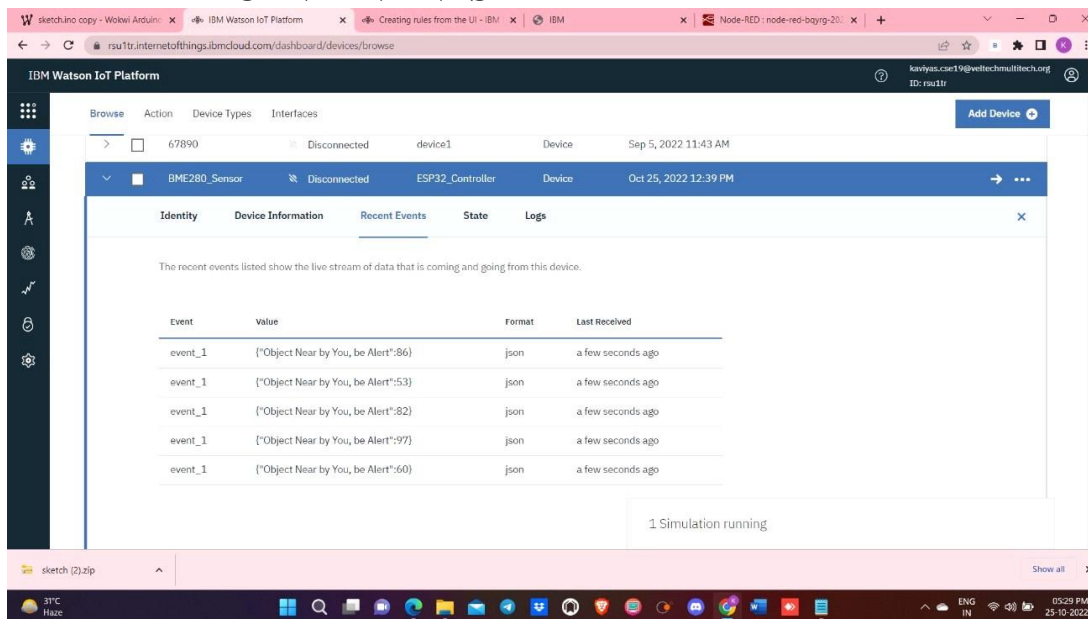 sketch.ino copy - Wokwi Arduin
IBM Watson IoT Platform
Creating rules from the UI - IBM
IBM
Node-RED : node-red-bqyrg-202
rsu1tr.internetofthings.ibmcloud.com/dashboard/devices/browse
K
IBM Watson IoT Platform
kaviyas.cse19@veltechmultitech.org
ID: rsu1tr
Browse Action Device Types Interfaces
Add Device
67890 Disconnected device1 Device Sep 5, 2022 11:43 AM
BME280_Sensor Disconnected ESP32_Controller Device Oct 25, 2022 12:39 PM
Identity Device Information Recent Events State Logs
The recent events listed show the live stream of data that is coming and going from this device.
Event Value Format Last Received
event_1 {"Object Near by You, be Alert":86} json a few seconds ago
event_1 {"Object Near by You, be Alert":53} json a few seconds ago
event_1 {"Object Near by You, be Alert":82} json a few seconds ago
event_1 {"Object Near by You, be Alert":97} json a few seconds ago
event_1 {"Object Near by You, be Alert":60} json a few seconds ago
1 Simulation running
sketch (2).zip
Show all
31°C
Haze
ENG
IN
05:29 PM
25-10-2022